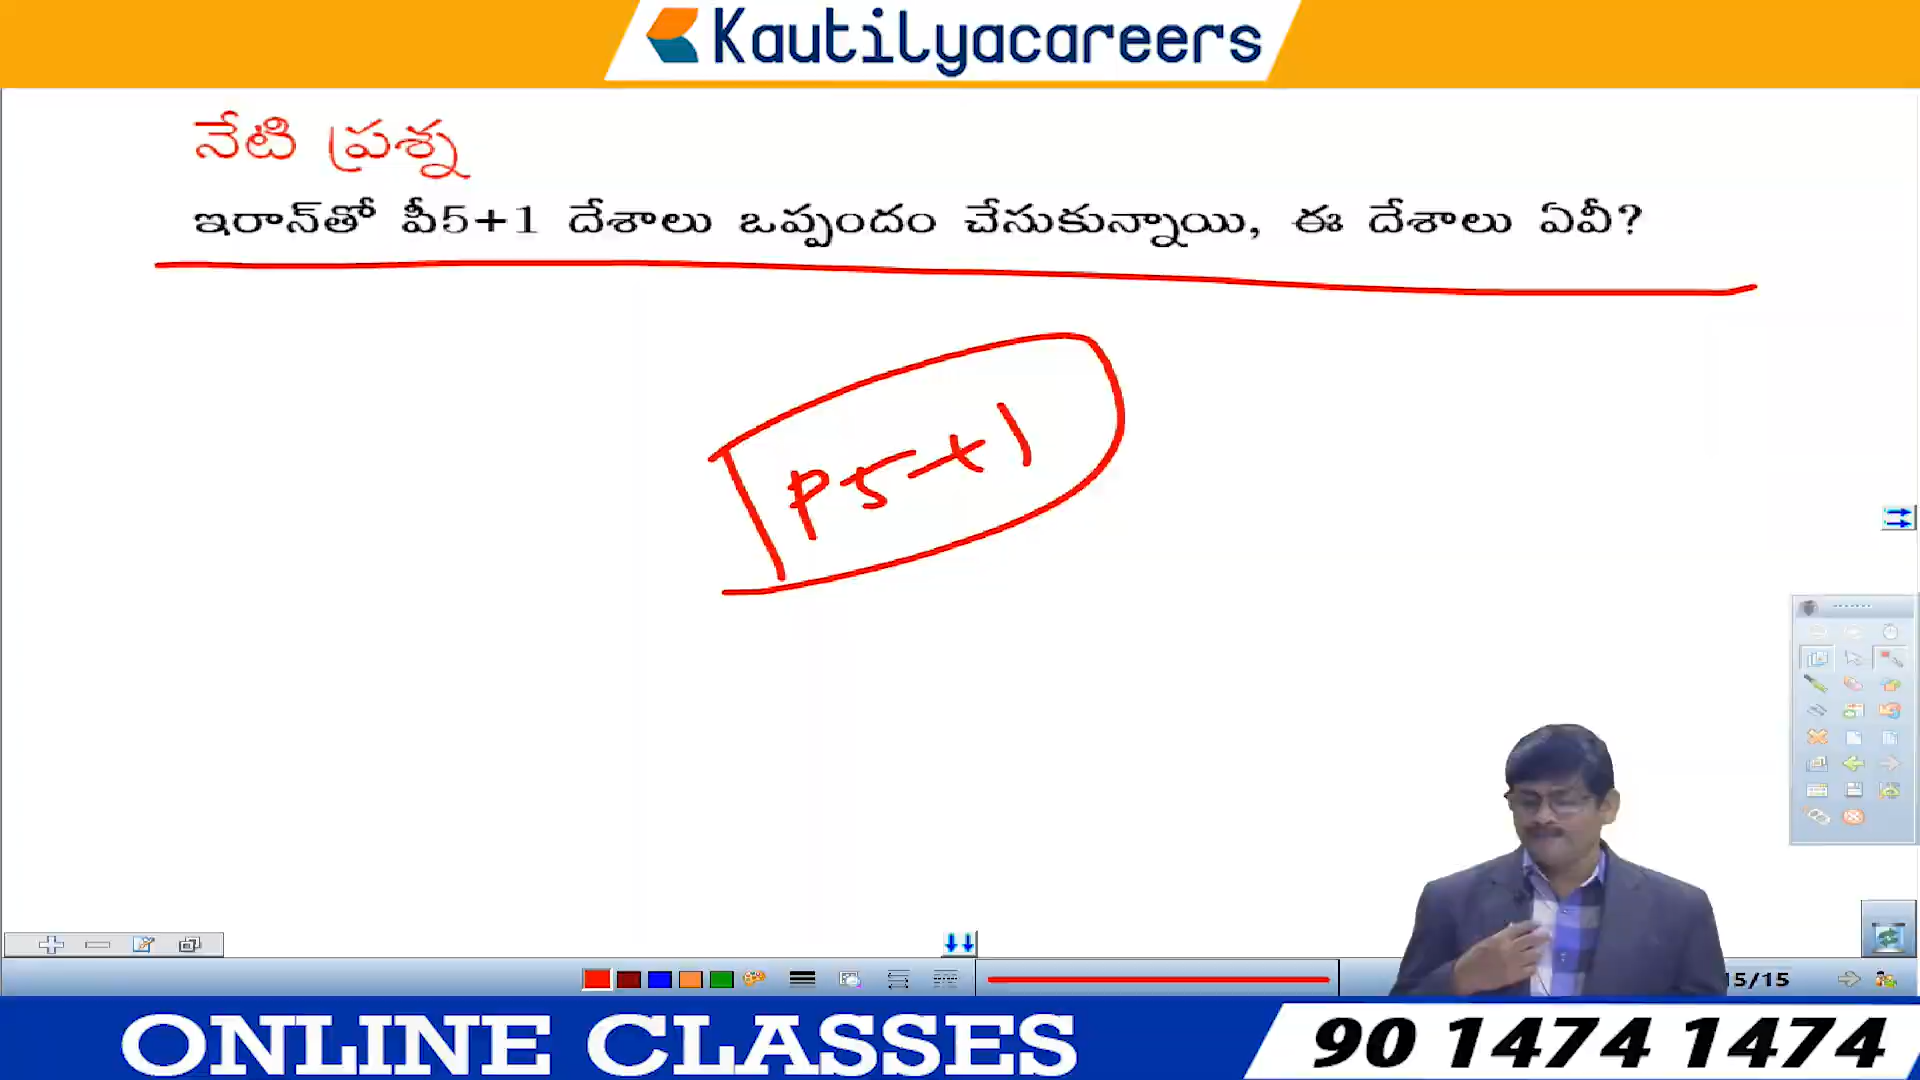 Kautilyacareers
నేటి ప్రశ్న
ఇరాన్‌తో పీ5+1 దేశాలు ఒప్పందం చేసుకున్నాయి, ఈ దేశాలు ఏవీ?
P5+1
15/15
ONLINE CLASSES
90 1474 1474